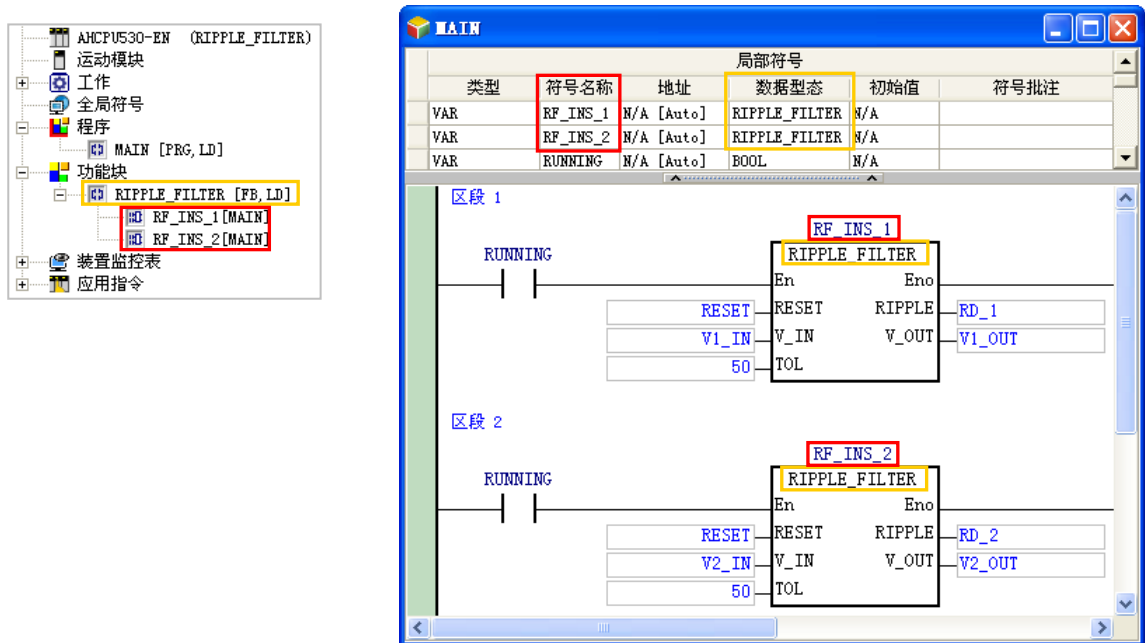 AHCPU530-EN (RIPPLE_FILTER)
运动模块
工作
全局符号
程序
MAIN [PRG,LD]
功能块
RIPPLE_FILTER [FB,LD]
RF_INS_1[MAIN]
RF_INS_2[MAIN]
装置监控表
应用指令
MAIN
局部符号
类型 符号名称 地址 数据型态 初始值 符号批注
VAR RF_INS_1 N/A [Auto] RIPPLE_FILTER N/A
VAR RF_INS_2 N/A [Auto] RIPPLE_FILTER N/A
VAR RUNNING N/A [Auto] BOOL N/A
区段 1
RF_INS_1
RUNNING RIPPLE_FILTER
En Eno
RESET RESET RIPPLE RD_1
V1_IN V_IN V_OUT V1_OUT
50 TOL
区段 2
RF_INS_2
RUNNING RIPPLE_FILTER
En Eno
RESET RESET RIPPLE RD_2
V2_IN V_IN V_OUT V2_OUT
50 TOL